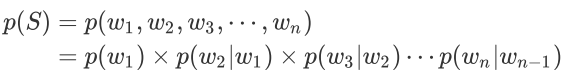 p(S) = p(w₁, w₂, w₃, ⋯, wₙ)
= p(w₁) × p(w₂|w₁) × p(w₃|w₂) ⋯ p(wₙ|wₙ₋₁)